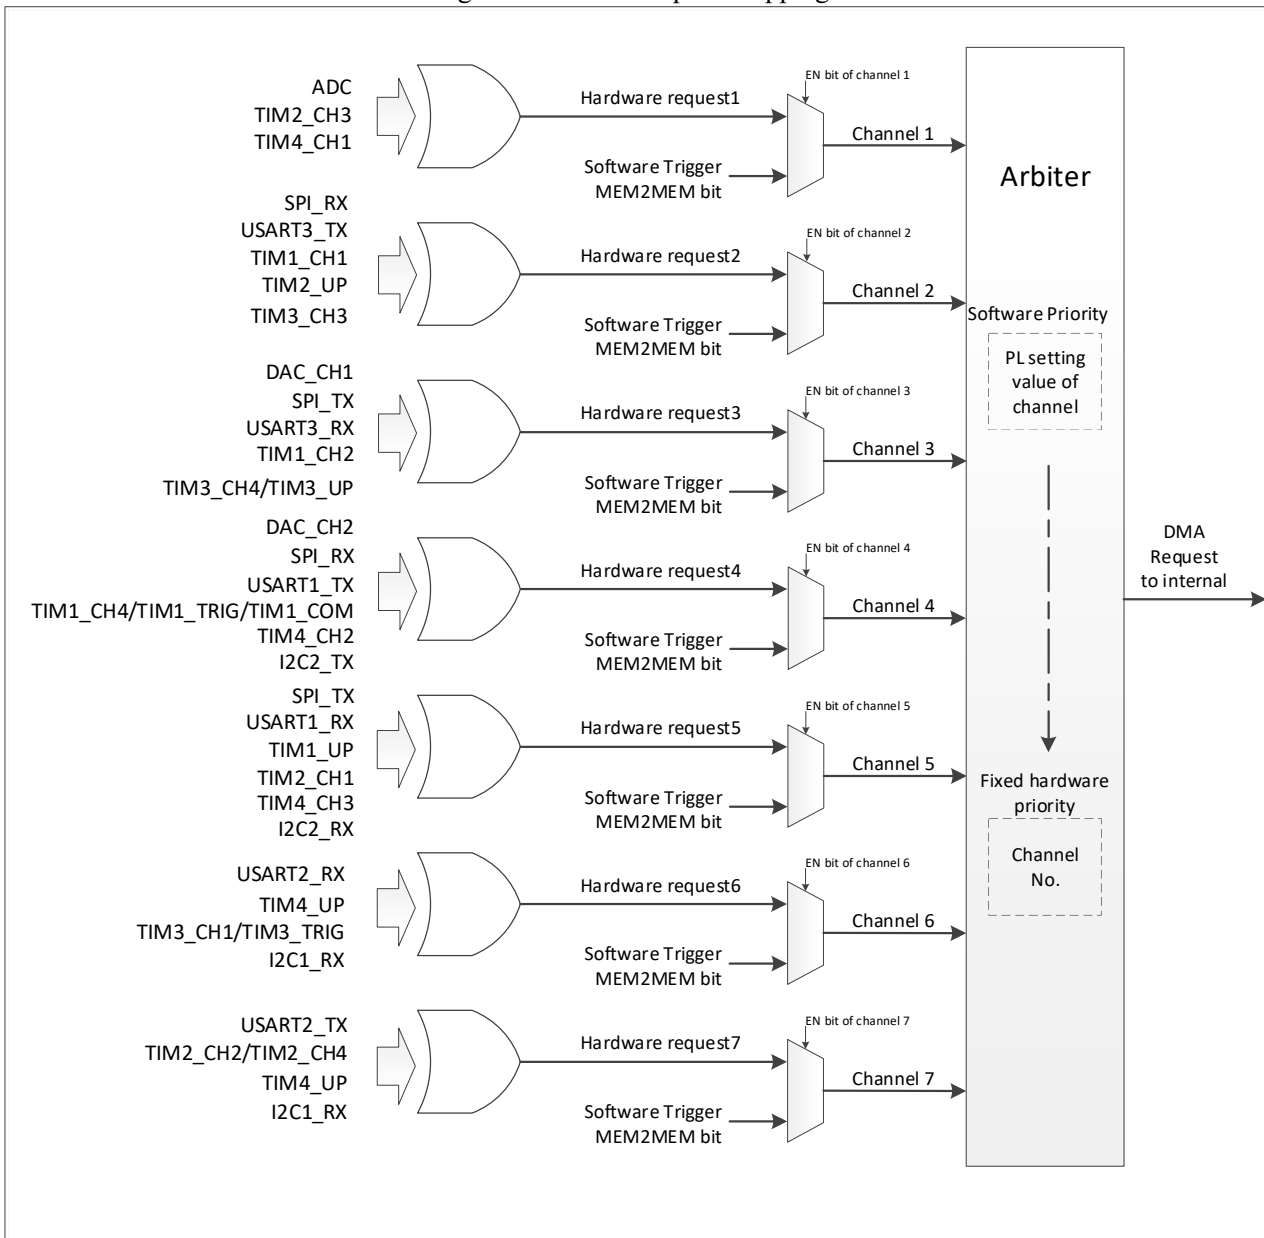 ADC
TIM2_CH3
TIM4_CH1
Hardware request1
Software Trigger
MEM2MEM bit
EN bit of channel 1
Channel 1
SPI_RX
USART3_TX
TIM1_CH1
TIM2_UP
TIM3_CH3
Hardware request2
Software Trigger
MEM2MEM bit
EN bit of channel 2
Channel 2
DAC_CH1
SPI_TX
USART3_RX
TIM1_CH2
TIM3_CH4/TIM3_UP
Hardware request3
Software Trigger
MEM2MEM bit
EN bit of channel 3
Channel 3
DAC_CH2
SPI_RX
USART1_TX
TIM1_CH4/TIM1_TRIG/TIM1_COM
TIM4_CH2
I2C2_TX
Hardware request4
Software Trigger
MEM2MEM bit
EN bit of channel 4
Channel 4
SPI_TX
USART1_RX
TIM1_UP
TIM2_CH1
TIM4_CH3
I2C2_RX
Hardware request5
Software Trigger
MEM2MEM bit
EN bit of channel 5
Channel 5
USART2_RX
TIM4_UP
TIM3_CH1/TIM3_TRIG
I2C1_RX
Hardware request6
Software Trigger
MEM2MEM bit
EN bit of channel 6
Channel 6
USART2_TX
TIM2_CH2/TIM2_CH4
TIM4_UP
I2C1_RX
Hardware request7
Software Trigger
MEM2MEM bit
EN bit of channel 7
Channel 7
Arbiter
Software Priority
PL setting
value of
channel
Fixed hardware
priority
Channel
No.
DMA
Request
to internal